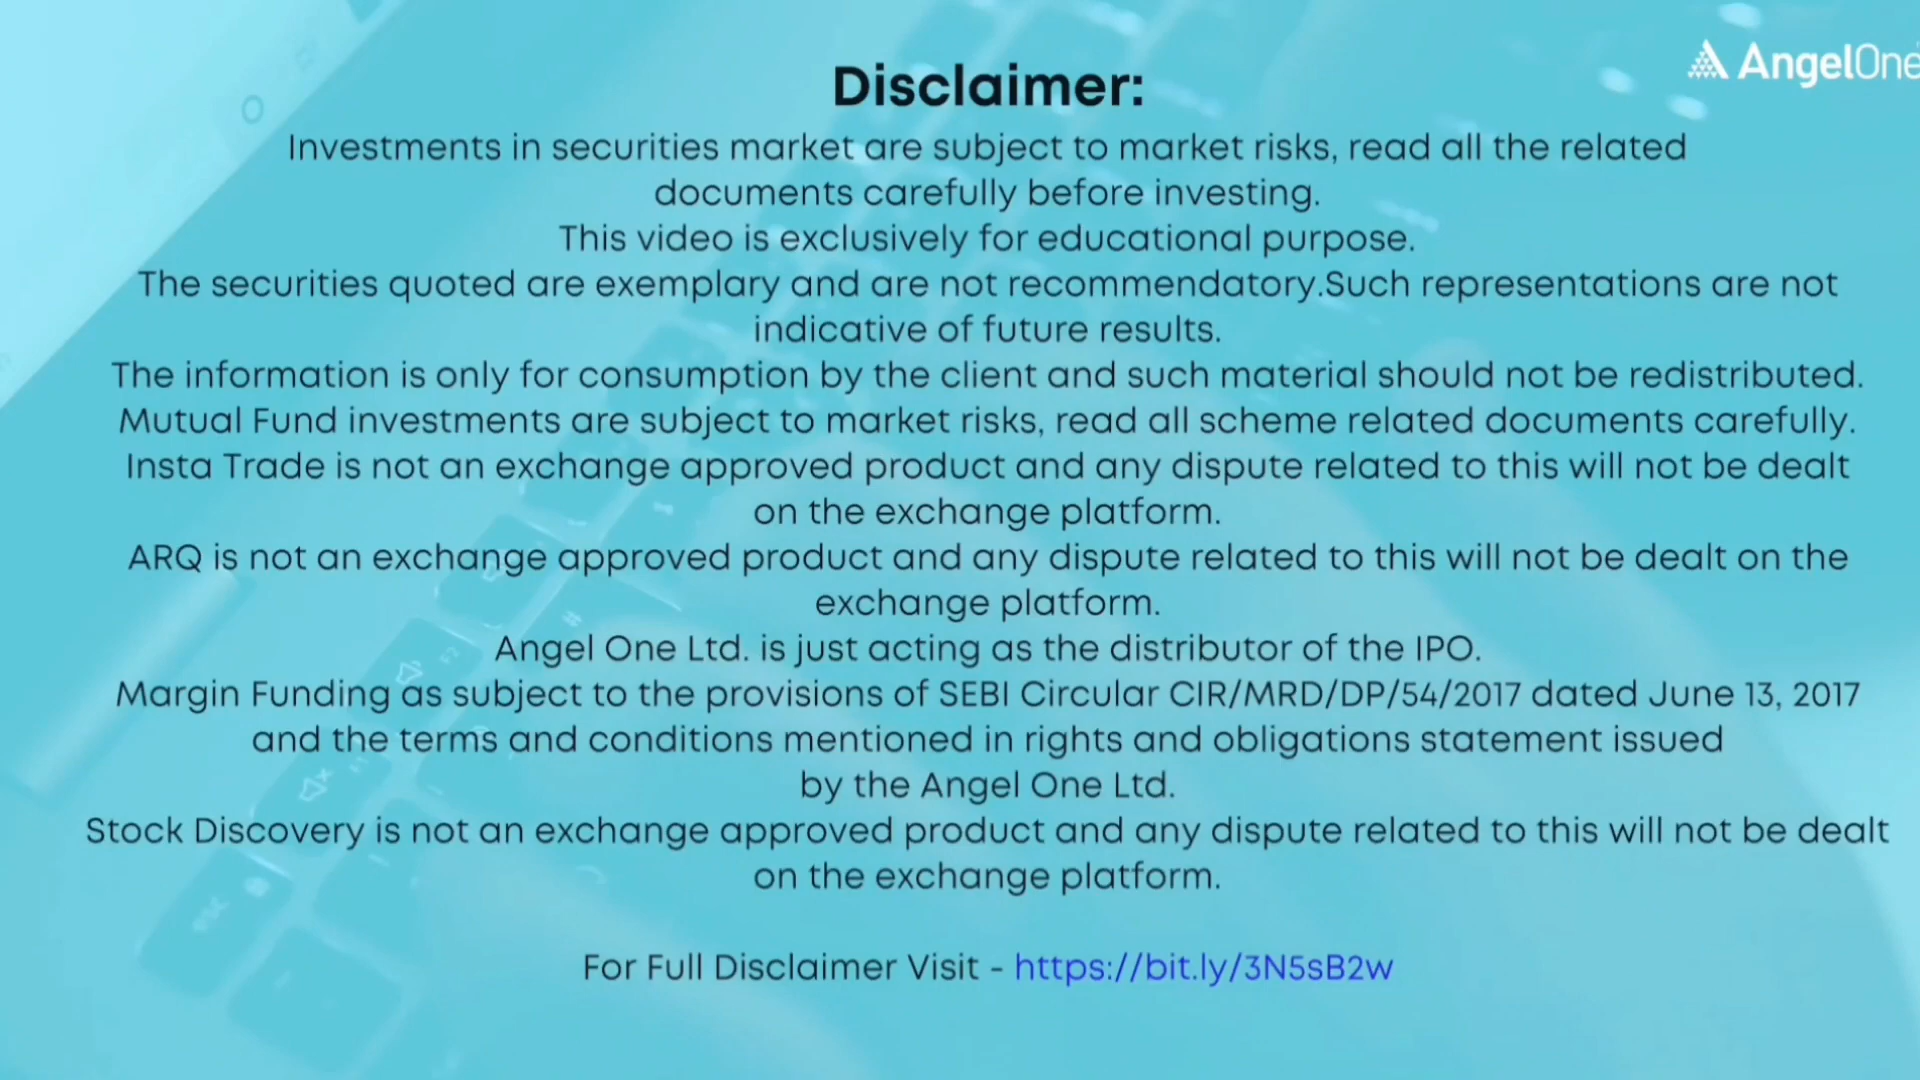 AngelOne
Disclaimer:
Investments in securities market are subject to market risks, read all the related
documents carefully before investing.
This video is exclusively for educational purpose.
The securities quoted are exemplary and are not recommendatory.Such representations are not
indicative of future results.
The information is only for consumption by the client and such material should not be redistributed.
Mutual Fund investments are subject to market risks, read all scheme related documents carefully.
Insta Trade is not an exchange approved product and any dispute related to this will not be dealt
on the exchange platform.
ARQ is not an exchange approved product and any dispute related to this will not be dealt on the
exchange platform.
Angel One Ltd. is just acting as the distributor of the IPO.
Margin Funding as subject to the provisions of SEBI Circular CIR/MRD/DP/54/2017 dated June 13, 2017
and the terms and conditions mentioned in rights and obligations statement issued
by the Angel One Ltd.
Stock Discovery is not an exchange approved product and any dispute related to this will not be dealt
on the exchange platform.
For Full Disclaimer Visit - https://bit.ly/3N5sB2w